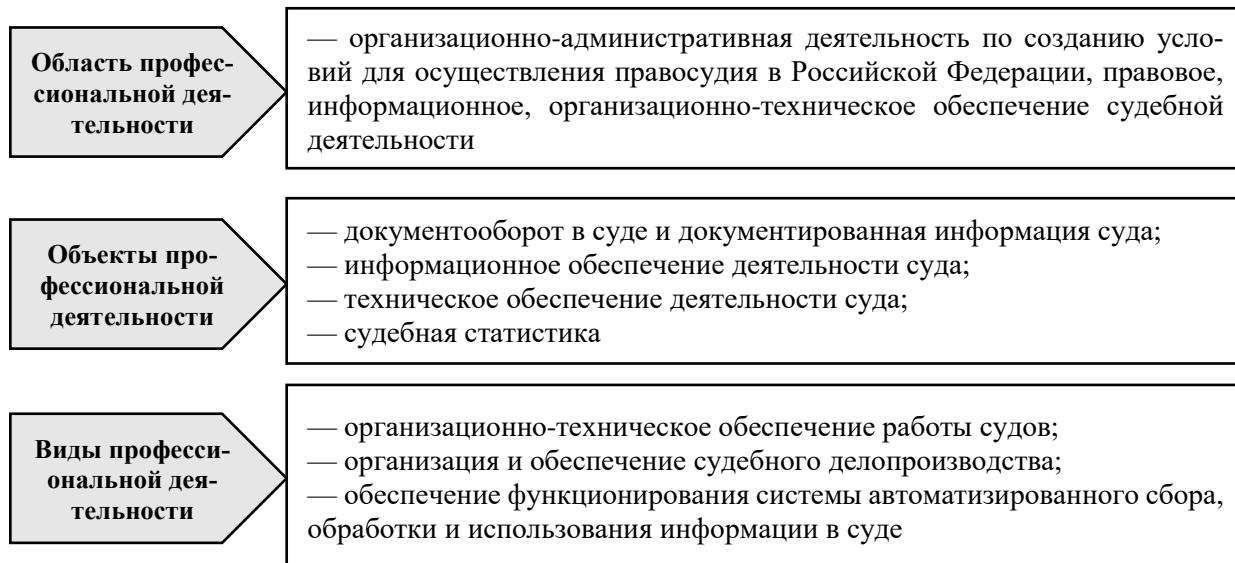 Область профес-
сиональной дея-
тельности
— организационно-административная деятельность по созданию усло-
вий для осуществления правосудия в Российской Федерации, правовое,
информационное, организационно-техническое обеспечение судебной
деятельности
Объекты про-
фессиональной
деятельности
— документооборот в суде и документированная информация суда;
— информационное обеспечение деятельности суда;
— техническое обеспечение деятельности суда;
— судебная статистика
Виды професси-
ональной дея-
тельности
— организационно-техническое обеспечение работы судов;
— организация и обеспечение судебного делопроизводства;
— обеспечение функционирования системы автоматизированного сбора,
обработки и использования информации в суде